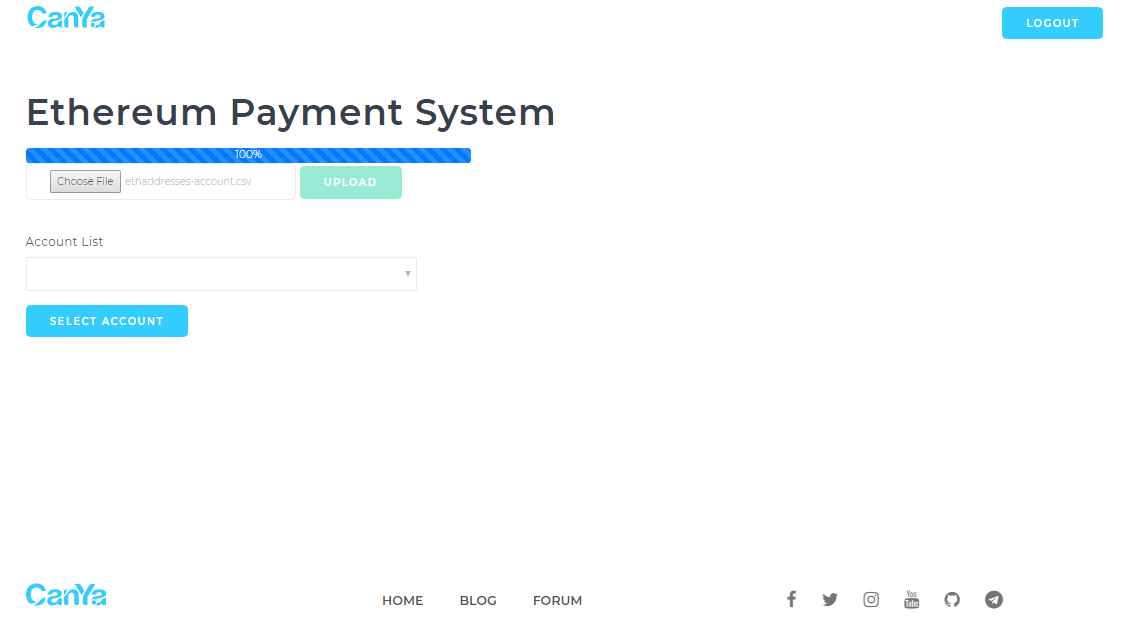 CanYa
LOGOUT
Ethereum Payment System
100%
Choose File ethaddresses-account.csv UPLOAD
Account List
SELECT ACCOUNT
CanYa HOME BLOG FORUM You Tube